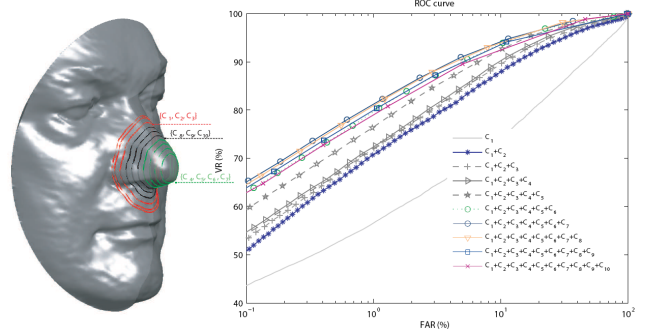 {C 1, C2, C3}
{C 8, C9, C10}
{C 4, C5, C6, C7}
ROC curve
100
90
80
70
60
50
40
VR (%)
10⁻¹
10⁰
10¹
10²
FAR (%)
C1
C1+C2
C1+C2+C3
C1+C2+C3+C4
C1+C2+C3+C4+C5
C1+C2+C3+C4+C5+C6
C1+C2+C3+C4+C5+C6+C7
C1+C2+C3+C4+C5+C6+C7+C8
C1+C2+C3+C4+C5+C6+C7+C8+C9
C1+C2+C3+C4+C5+C6+C7+C8+C9+C10